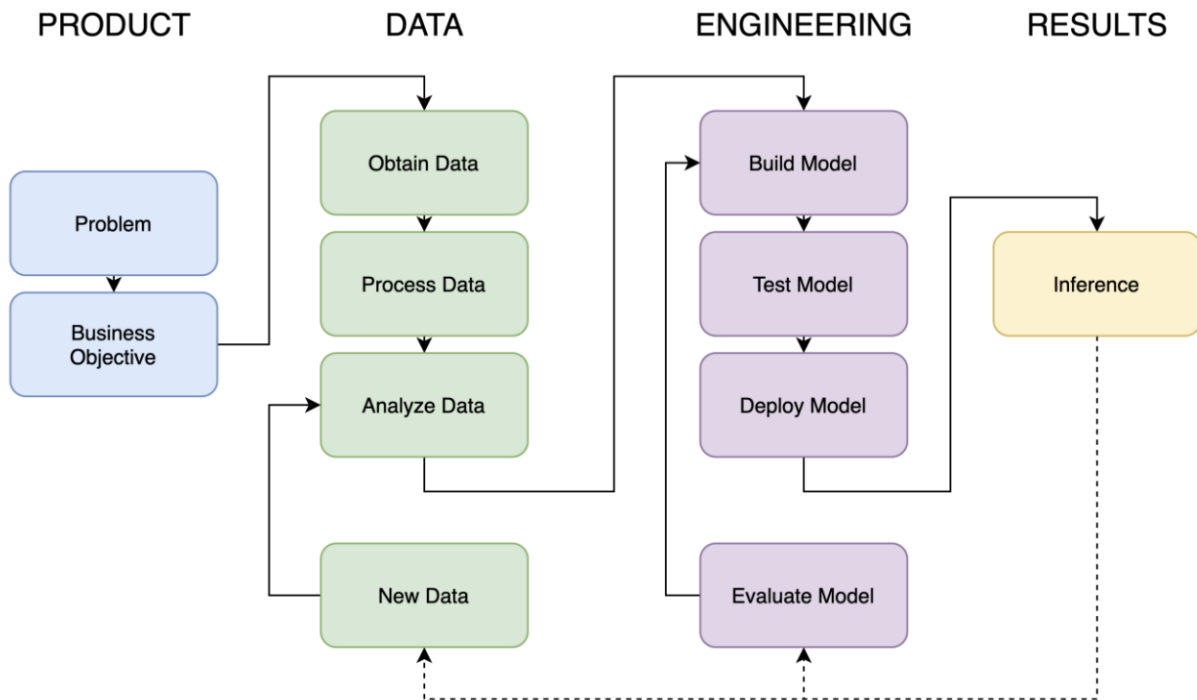 PRODUCT
DATA
ENGINEERING
RESULTS
Problem
Business
Objective
Obtain Data
Process Data
Analyze Data
New Data
Build Model
Test Model
Deploy Model
Evaluate Model
Inference